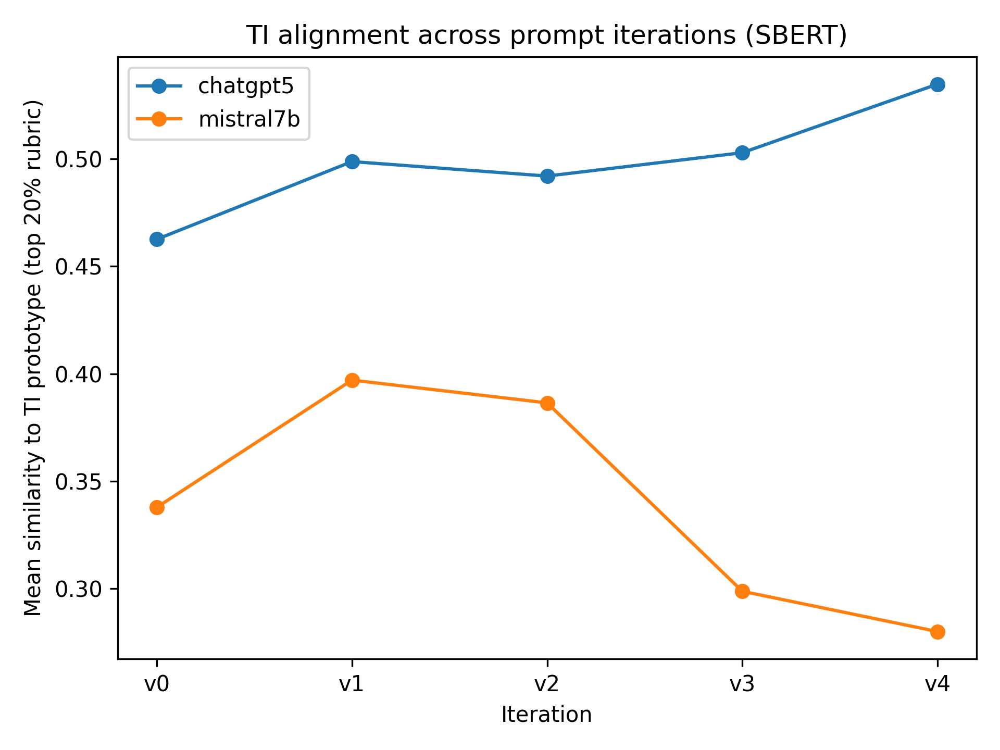 TI alignment across prompt iterations (SBERT)
chatgpt5
mistral7b
Mean similarity to TI prototype (top 20% rubric)
0.50
0.45
0.40
0.35
0.30
v0 v1 v2 v3 v4
Iteration